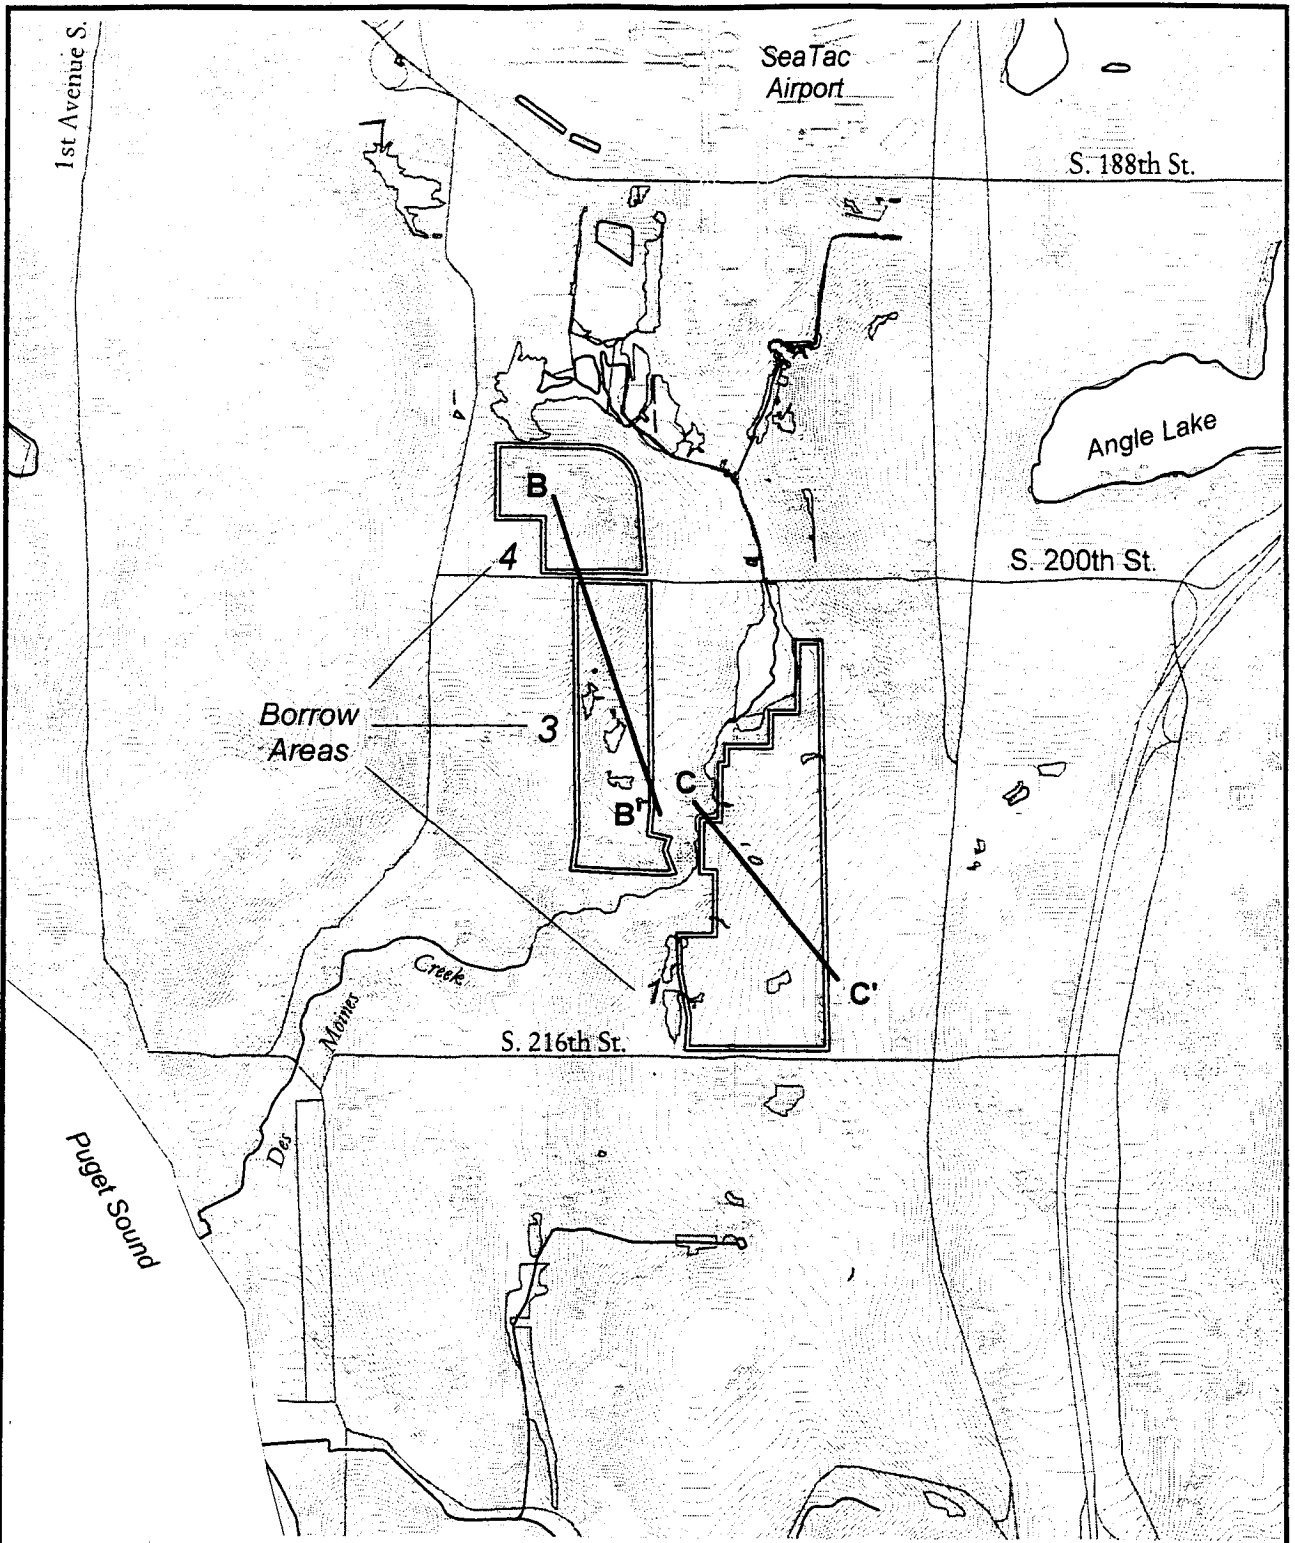 1st Avenue S.
SeaTac
Airport
S. 188th St.
Angle Lake
B
4
S. 200th St.
Borrow
Areas
3
C
B'
Creek
1
C'
Moines
S. 216th St.
Des
Puget Sound